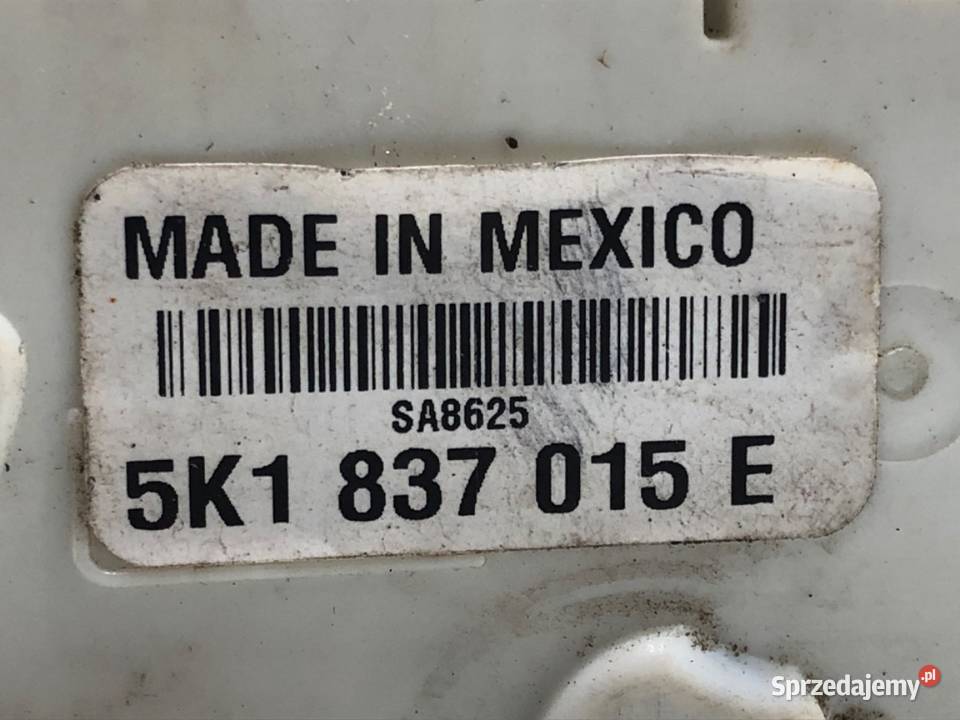 MADE IN MEXICO
SA8625
5K1 837 015 E
Sprzedajemy.pl